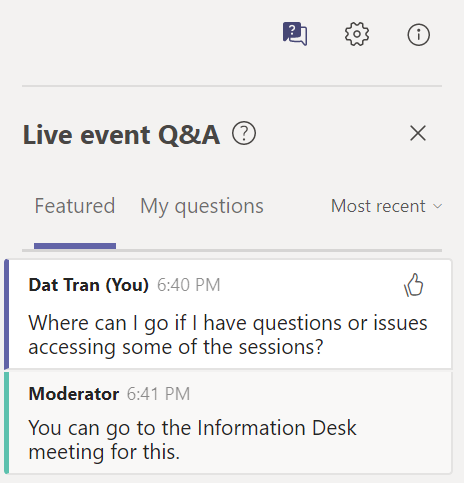 Live event Q&A
Featured My questions Most recent
Dat Tran (You) 6:40 PM
Where can I go if I have questions or issues
accessing some of the sessions?
Moderator 6:41 PM
You can go to the Information Desk
meeting for this.